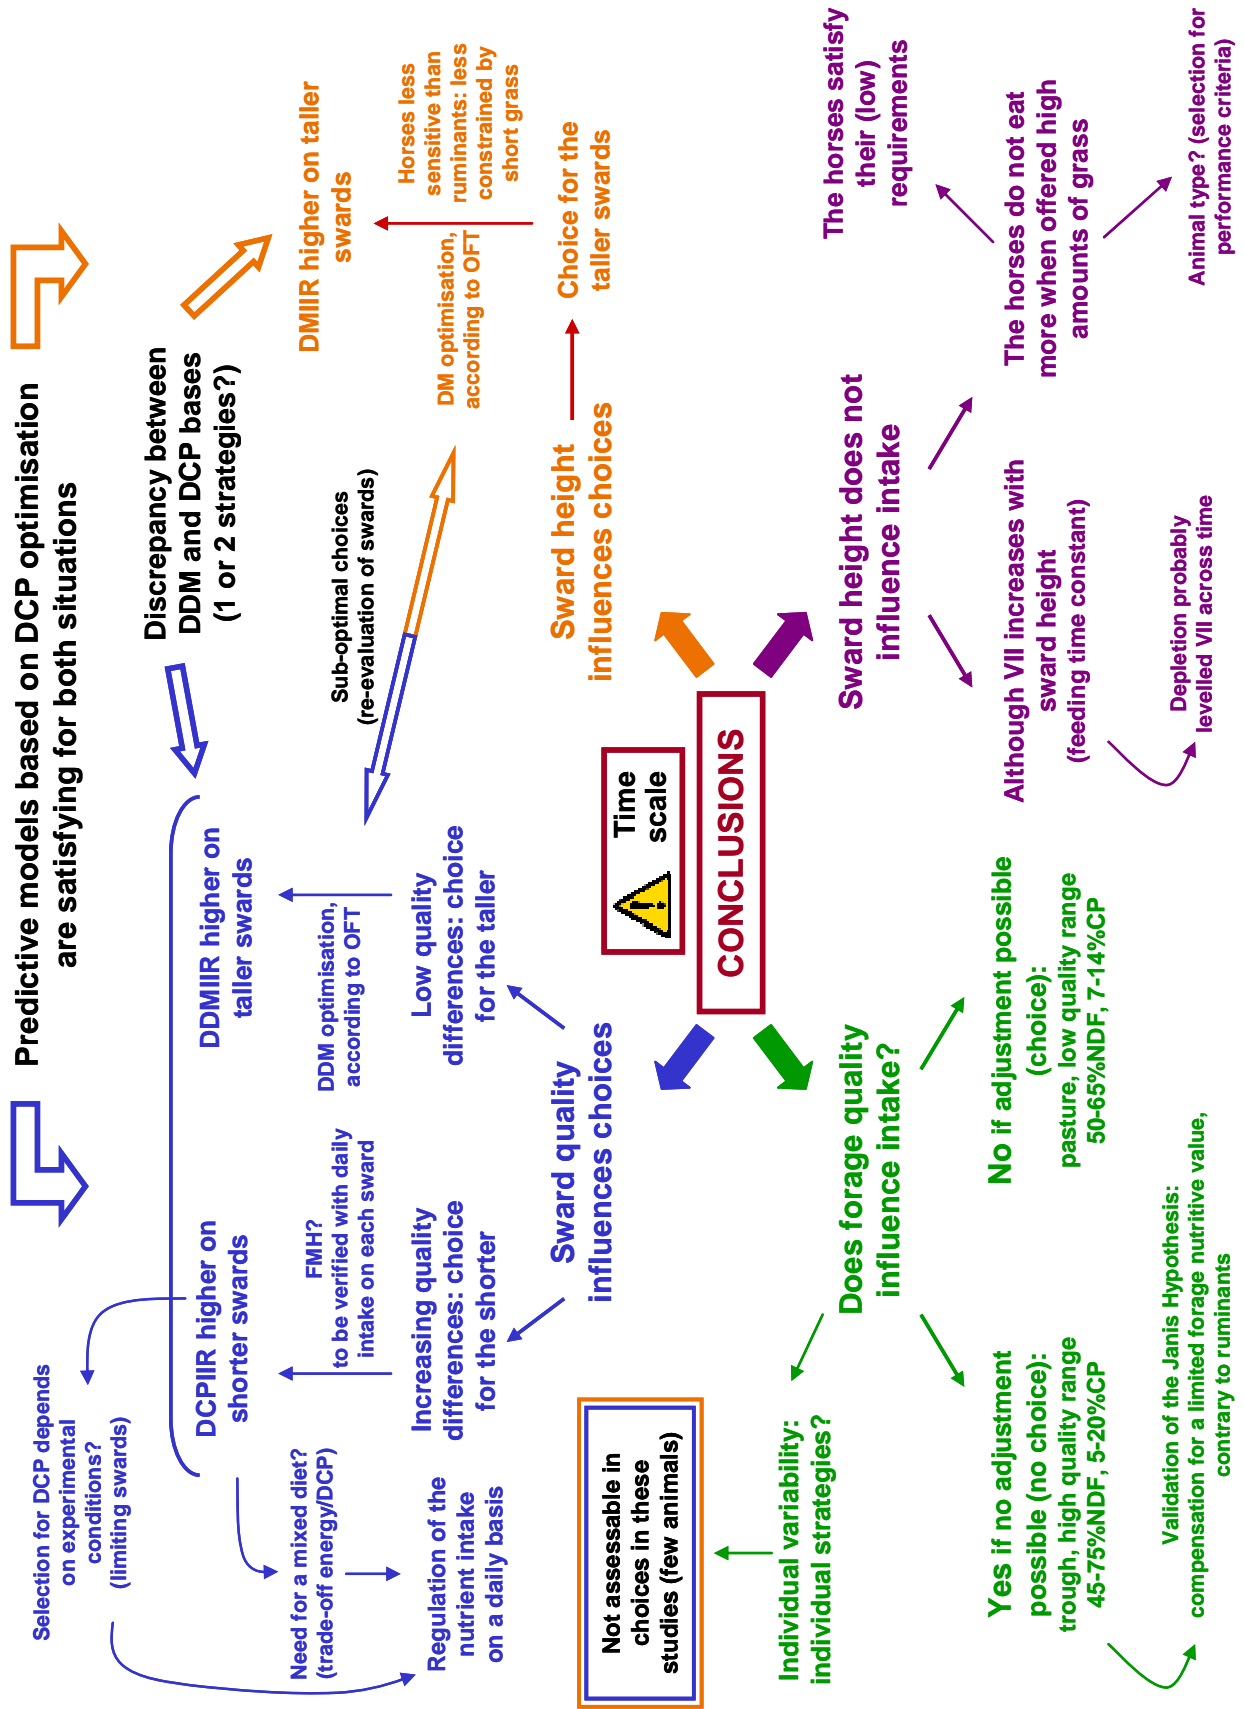 Predictive models based on DCP optimisation
are satisfying for both situations
Selection for DCP depends
on experimental
conditions?
(limiting swards)
Discrepancy between
DDM and DCP bases
(1 or 2 strategies?)
DCPIIR higher on
shorter swards
DDMIIR higher on
taller swards
DMIIR higher on taller
swards
Need for a mixed diet?
(trade-off energy/DCP)
FMH?
to be verified with daily
intake on each sward
DDM optimisation,
according to OFT
Sub-optimal choices
(re-evaluation of swards)
DM optimisation,
according to OFT
Horses less
sensitive than
ruminants: less
constrained by
short grass
Regulation of the
nutrient intake
on a daily basis
Increasing quality
differences: choice
for the shorter
Low quality
differences: choice
for the taller
Sward quality
influences choices
Sward height
influences choices
Choice for the
taller swards
Not assessable in
choices in these
studies (few animals)
Time
scale
CONCLUSIONS
Individual variability:
individual strategies?
Does forage quality
influence intake?
Sward height does not
influence intake
The horses satisfy
their (low)
requirements
Yes if no adjustment
possible (no choice):
trough, high quality range
45-75%NDF, 5-20%CP
No if adjustment possible
(choice):
pasture, low quality range
50-65%NDF, 7-14%CP
Although VII increases with
sward height
(feeding time constant)
The horses do not eat
more when offered high
amounts of grass
Validation of the Janis Hypothesis:
compensation for a limited forage nutritive value,
contrary to ruminants
Depletion probably
levelled VII across time
Animal type? (selection for
performance criteria)